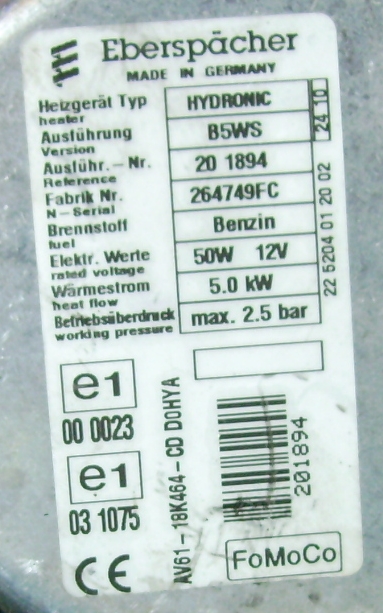 Eberspächer
MADE IN GERMANY
Heizgerät Typ HYDRONIC
heater
Ausführung B5WS
Version
Ausführ.-Nr. 20 1894
Reference
Fabrik Nr. 264749FC
N-Serial
Brennstoff Benzin
fuel
Elektr. Werte 50W 12V
rated voltage
Wärmestrom 5.0 kW
heat flow
Betriebsüberdruck max. 2.5 bar
working pressure
24.10
22 5204 01 20 02
e1
00 0023
e1
03 1075
CE
AV61-18K464-CD DOHYA
201894
FoMoCo